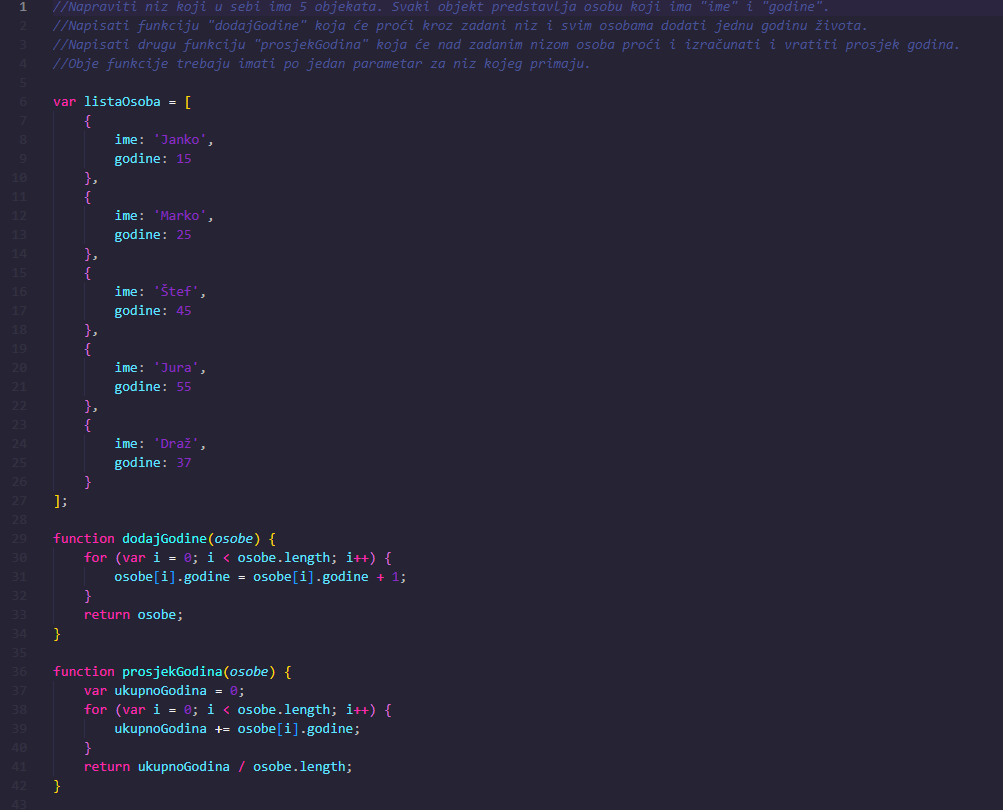 1 //Napraviti niz koji u sebi ima 5 objekata. Svaki objekt predstavlja osobu koji ima "ime" i "godine".
2 //Napisati funkciju "dodajGodine" koja će proći kroz zadani niz i svim osobama dodati jednu godinu života.
3 //Napisati drugu funkciju "prosjekGodina" koja će nad zadanim nizom osoba proći i izračunati i vratiti prosjek godina.
4 //Obje funkcije trebaju imati po jedan parametar za niz kojeg primaju.
5
6 var listaOsoba = [
7     {
8         ime: 'Janko',
9         godine: 15
10     },
11     {
12         ime: 'Marko',
13         godine: 25
14     },
15     {
16         ime: 'Štef',
17         godine: 45
18     },
19     {
20         ime: 'Jura',
21         godine: 55
22     },
23     {
24         ime: 'Draž',
25         godine: 37
26     }
27 ];
28
29 function dodajGodine(osobe) {
30     for (var i = 0; i < osobe.length; i++) {
31         osobe[i].godine = osobe[i].godine + 1;
32     }
33     return osobe;
34 }
35
36 function prosjekGodina(osobe) {
37     var ukupnoGodina = 0;
38     for (var i = 0; i < osobe.length; i++) {
39         ukupnoGodina += osobe[i].godine;
40     }
41     return ukupnoGodina / osobe.length;
42 }
43